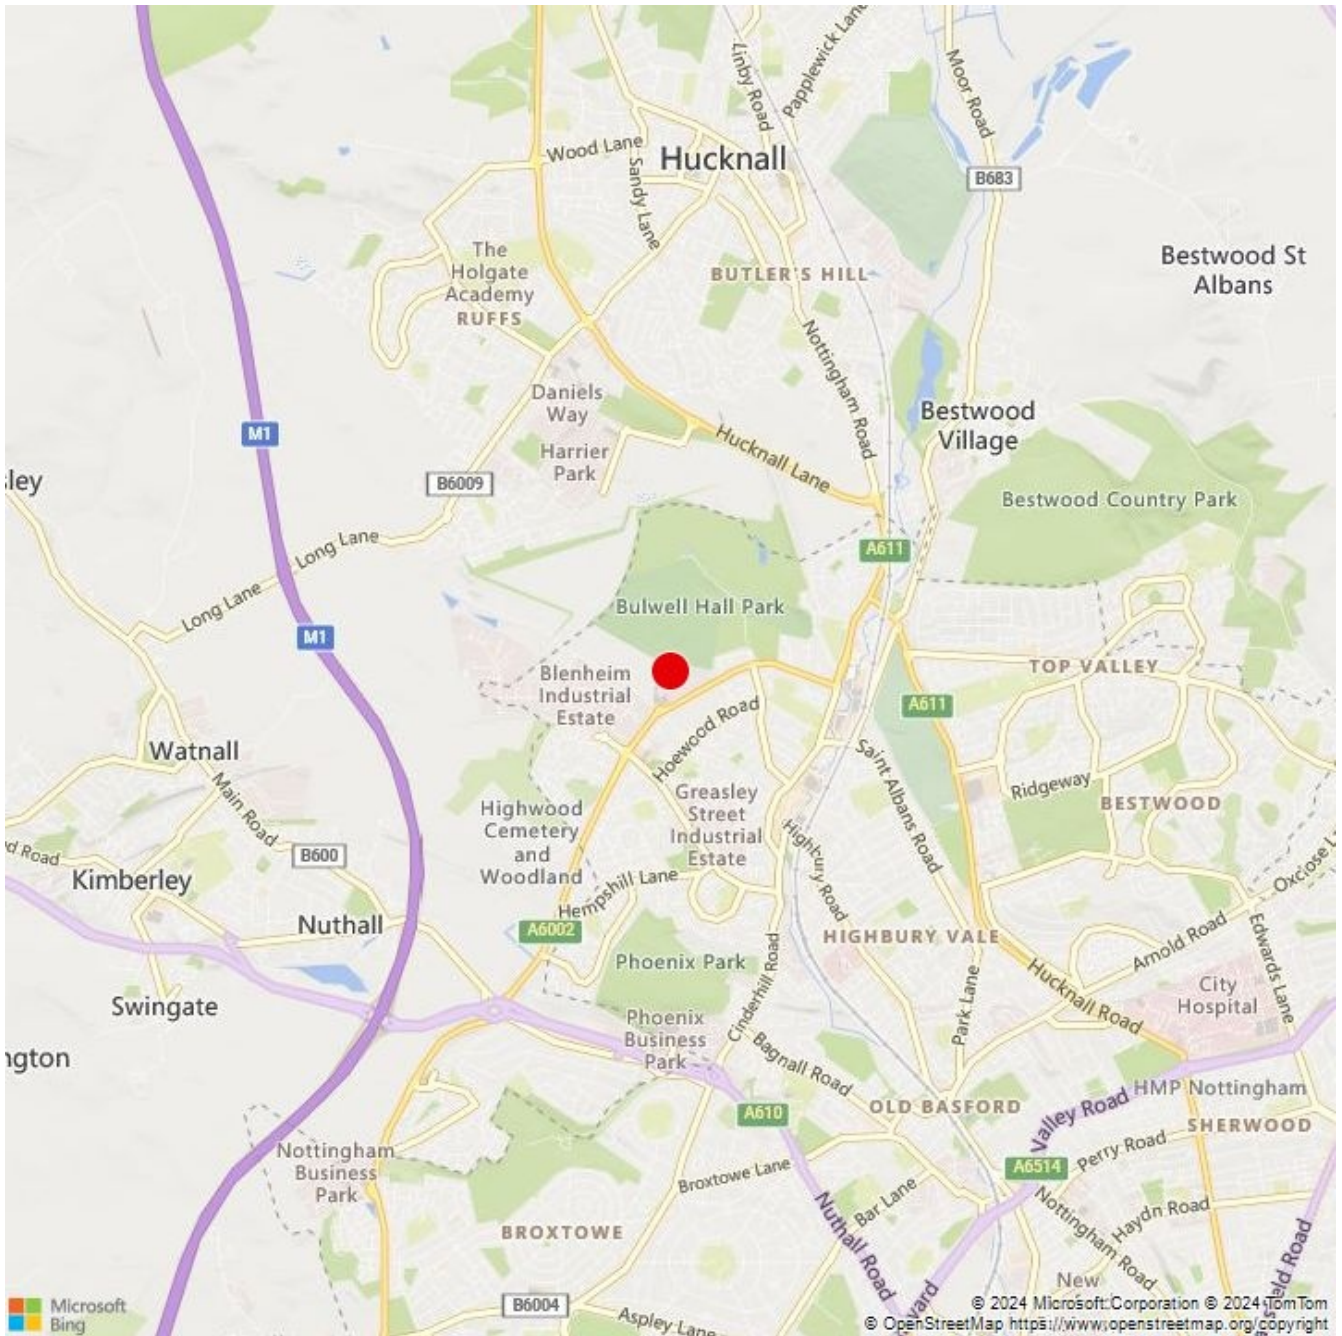 Linby Road
Papplewick Lane
Moor Road
Wood Lane
Hucknall
Sandy Lane
B683
The
Holgate
Academy
RUFFS
BUTLER'S HILL
Bestwood St
Albans
Nottingham Road
Daniels
Way
Bestwood
Village
M1
Hucknall Lane
Harrier
Park
B6009
sley
Bestwood Country Park
Long Lane
Long Lane
A611
Bulwell Hall Park
M1
Blenheim
Industrial
Estate
TOP VALLEY
A611
Hoewood Road
Watnall
Saint Albans Road
Main Road
Ridgeway
Greasley
Street
Industrial
Estate
BESTWOOD
Highwood
Cemetery
and
Woodland
Highbury Road
B600
d Road
Oxclose L
Kimberley
Hempshill Lane
Nuthall
A6002
HIGHBURY VALE
Arnold Road
Edwards Lane
Phoenix Park
Cinderhill Road
Park Lane
Hucknall Road
City
Hospital
Swingate
Phoenix
Business
Park
ngton
Bagnall Road
HMP Nottingham
OLD BASFORD
Valley Road
A610
SHERWOOD
Nottingham
Business
Park
Perry Road
A6514
Broxtowe Lane
Bar Lane
Nuthall Road
Haydn Road
Nottingham Road
BROXTOWE
New
sfield Road
vard
B6004
Aspley Lane
Microsoft
Bing
© 2024 Microsoft Corporation © 2024 TomTom
© OpenStreetMap https://www.openstreetmap.org/copyright